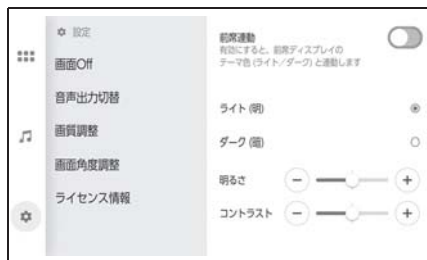 設定
画面Off
音声出力切替
画質調整
画面角度調整
ライセンス情報
前席連動
有効にすると、前席ディスプレイの
テーマ色 (ライト／ダーク) と連動します
ライト (明)
ダーク (暗)
明るさ
コントラスト